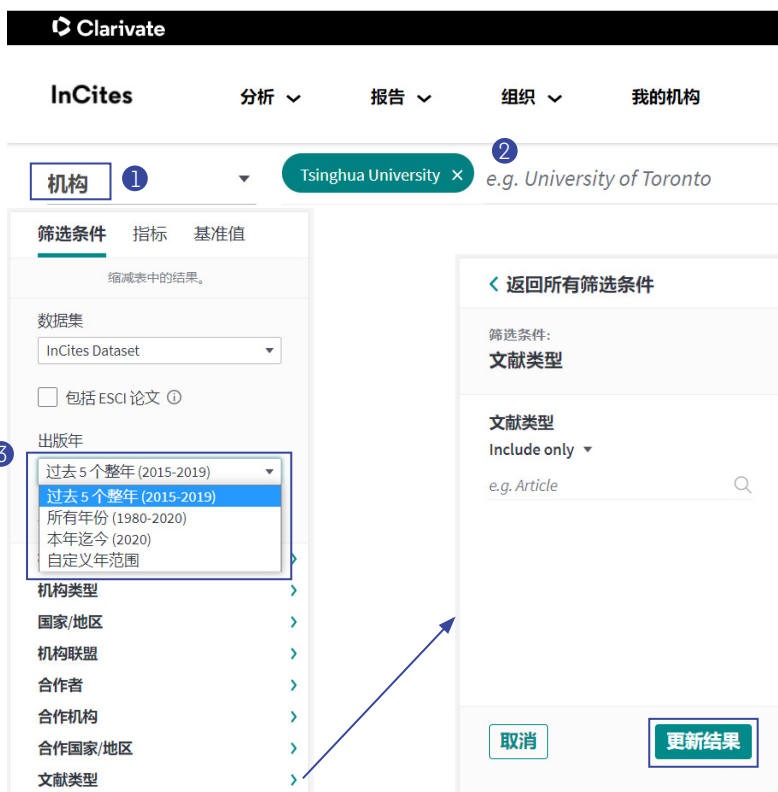 Clarivate
InCites 分析 报告 组织 我的机构
机构 1 Tsinghua University × 2 e.g. University of Toronto
筛选条件 指标 基准值
缩减表中的结果。
数据集
InCites Dataset
包括 ESCI 论文
出版年
3
过去 5 个整年 (2015-2019)
过去 5 个整年 (2015-2019)
所有年份 (1980-2020)
本年迄今 (2020)
自定义年范围
机构类型
国家/地区
机构联盟
合作者
合作机构
合作国家/地区
文献类型
返回所有筛选条件
筛选条件:
文献类型
文献类型
Include only
e.g. Article
取消 更新结果